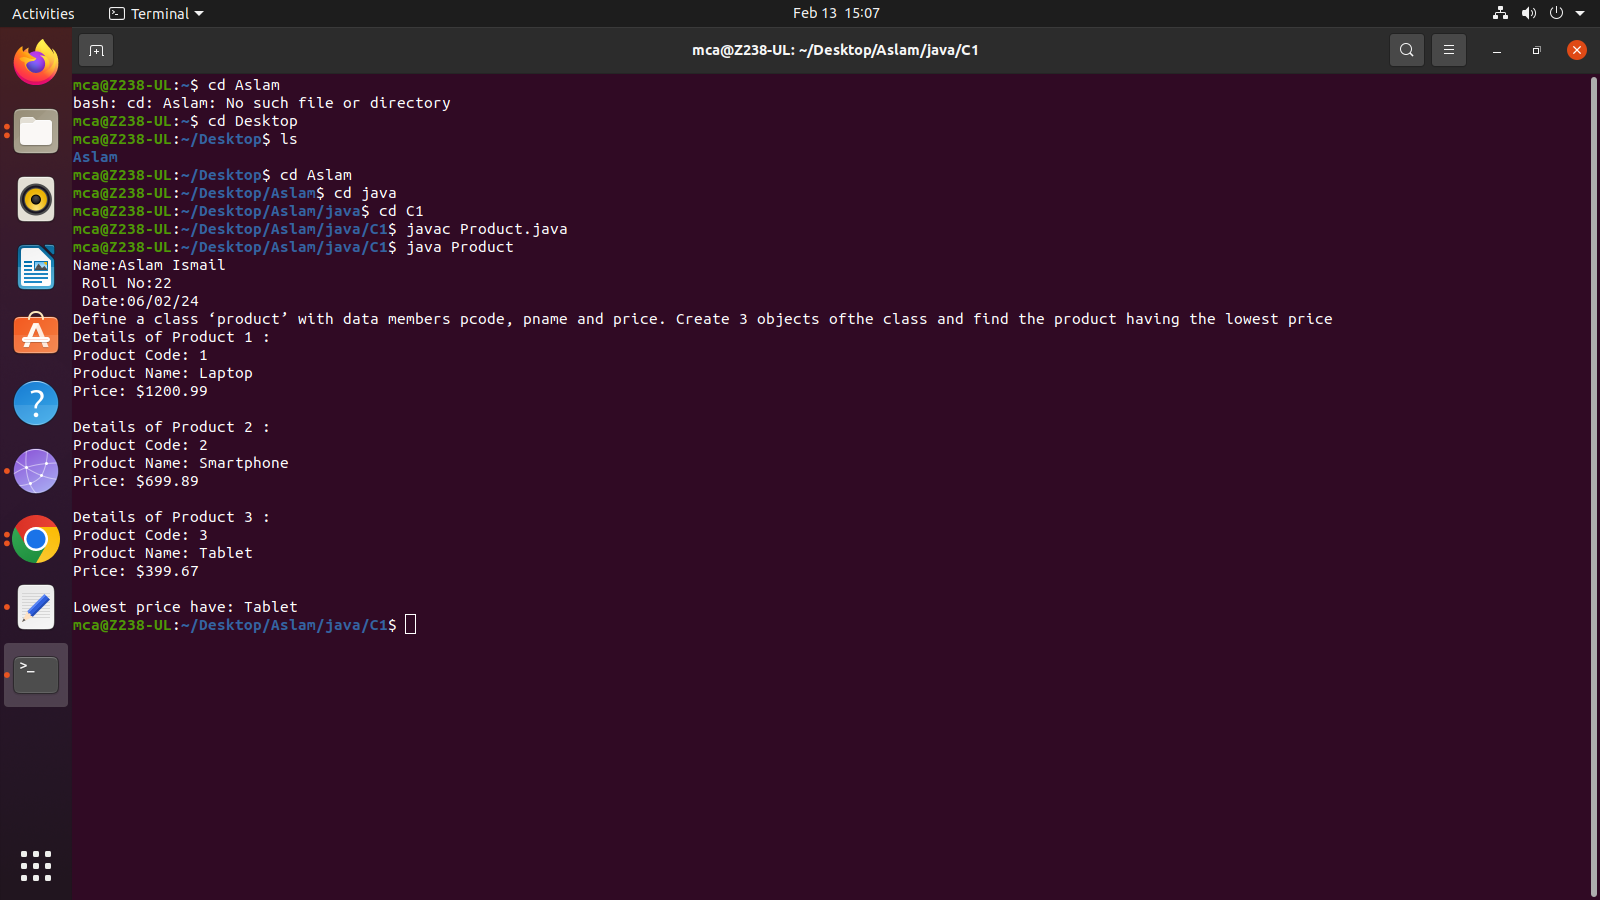 Activities Terminal Feb 13 15:07
mca@Z238-UL: ~/Desktop/Aslam/java/C1
mca@Z238-UL:~$ cd Aslam
bash: cd: Aslam: No such file or directory
mca@Z238-UL:~$ cd Desktop
mca@Z238-UL:~/Desktop$ ls
Aslam
mca@Z238-UL:~/Desktop$ cd Aslam
mca@Z238-UL:~/Desktop/Aslam$ cd java
mca@Z238-UL:~/Desktop/Aslam/java$ cd C1
mca@Z238-UL:~/Desktop/Aslam/java/C1$ javac Product.java
mca@Z238-UL:~/Desktop/Aslam/java/C1$ java Product
Name:Aslam Ismail
 Roll No:22
 Date:06/02/24
Define a class ‘product’ with data members pcode, pname and price. Create 3 objects ofthe class and find the product having the lowest price
Details of Product 1 :
Product Code: 1
Product Name: Laptop
Price: $1200.99

Details of Product 2 :
Product Code: 2
Product Name: Smartphone
Price: $699.89

Details of Product 3 :
Product Code: 3
Product Name: Tablet
Price: $399.67

Lowest price have: Tablet
mca@Z238-UL:~/Desktop/Aslam/java/C1$